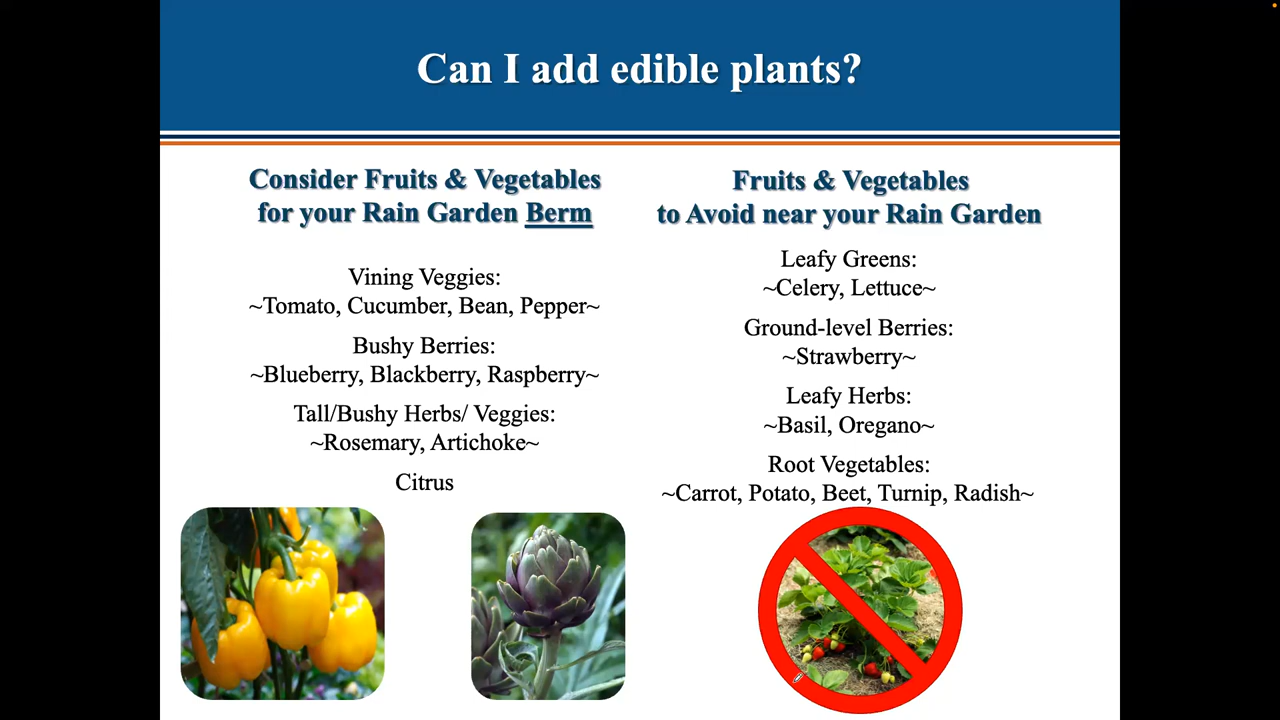 Can I add edible plants?
Consider Fruits & Vegetables
for your Rain Garden Berm
Vining Veggies:
~Tomato, Cucumber, Bean, Pepper~
Bushy Berries:
~Blueberry, Blackberry, Raspberry~
Tall/Bushy Herbs/ Veggies:
~Rosemary, Artichoke~
Citrus
Fruits & Vegetables
to Avoid near your Rain Garden
Leafy Greens:
~Celery, Lettuce~
Ground-level Berries:
~Strawberry~
Leafy Herbs:
~Basil, Oregano~
Root Vegetables:
~Carrot, Potato, Beet, Turnip, Radish~